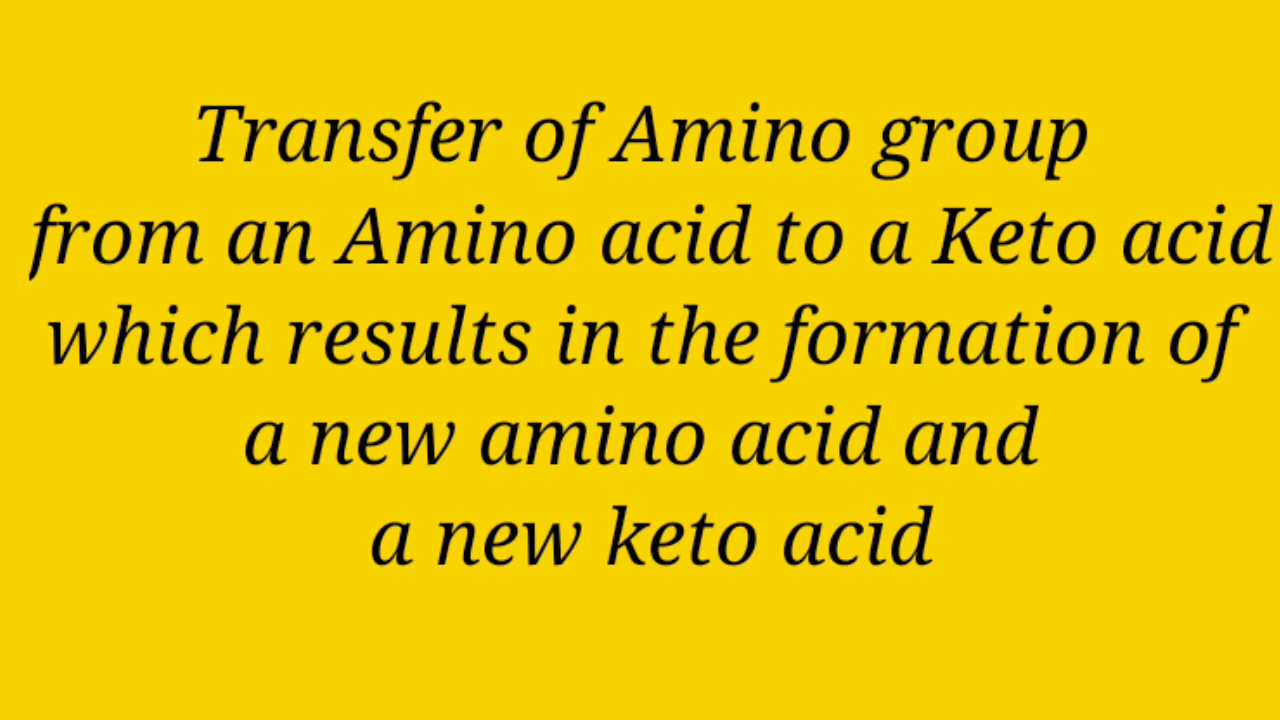 Transfer of Amino group
from an Amino acid to a Keto acid
which results in the formation of
a new amino acid and
a new keto acid